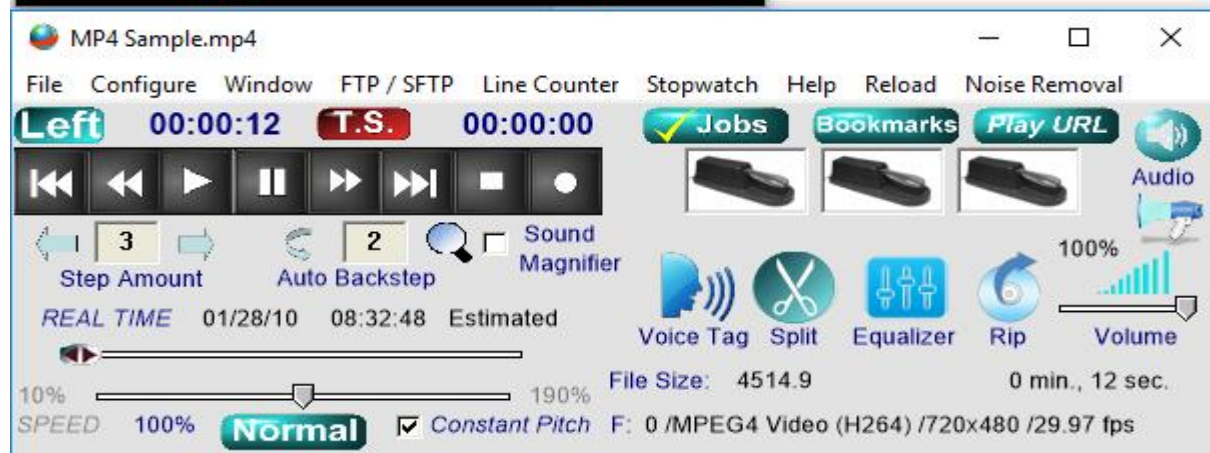 MP4 Sample.mp4
File Configure Window FTP / SFTP Line Counter Stopwatch Help Reload Noise Removal
Left 00:00:12 T.S. 00:00:00 Jobs Bookmarks Play URL
Audio
3 2 Sound
Magnifier
Step Amount Auto Backstep
100%
REAL TIME 01/28/10 08:32:48 Estimated
Voice Tag Split Equalizer Rip Volume
File Size: 4514.9 0 min., 12 sec.
10% 190%
SPEED 100% Normal Constant Pitch F: 0 /MPEG4 Video (H264) /720x480 /29.97 fps